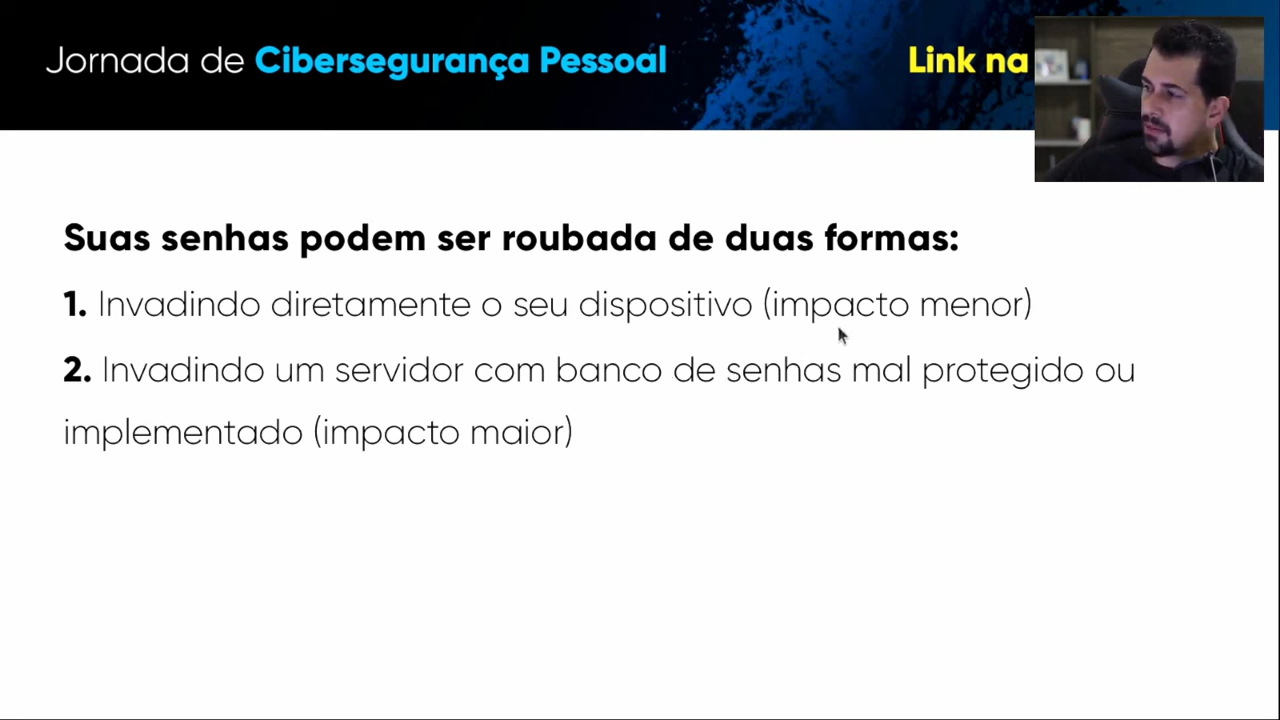 Jornada de Cibersegurança Pessoal
Link na
Suas senhas podem ser roubada de duas formas:
1. Invadindo diretamente o seu dispositivo (impacto menor)
2. Invadindo um servidor com banco de senhas mal protegido ou
implementado (impacto maior)